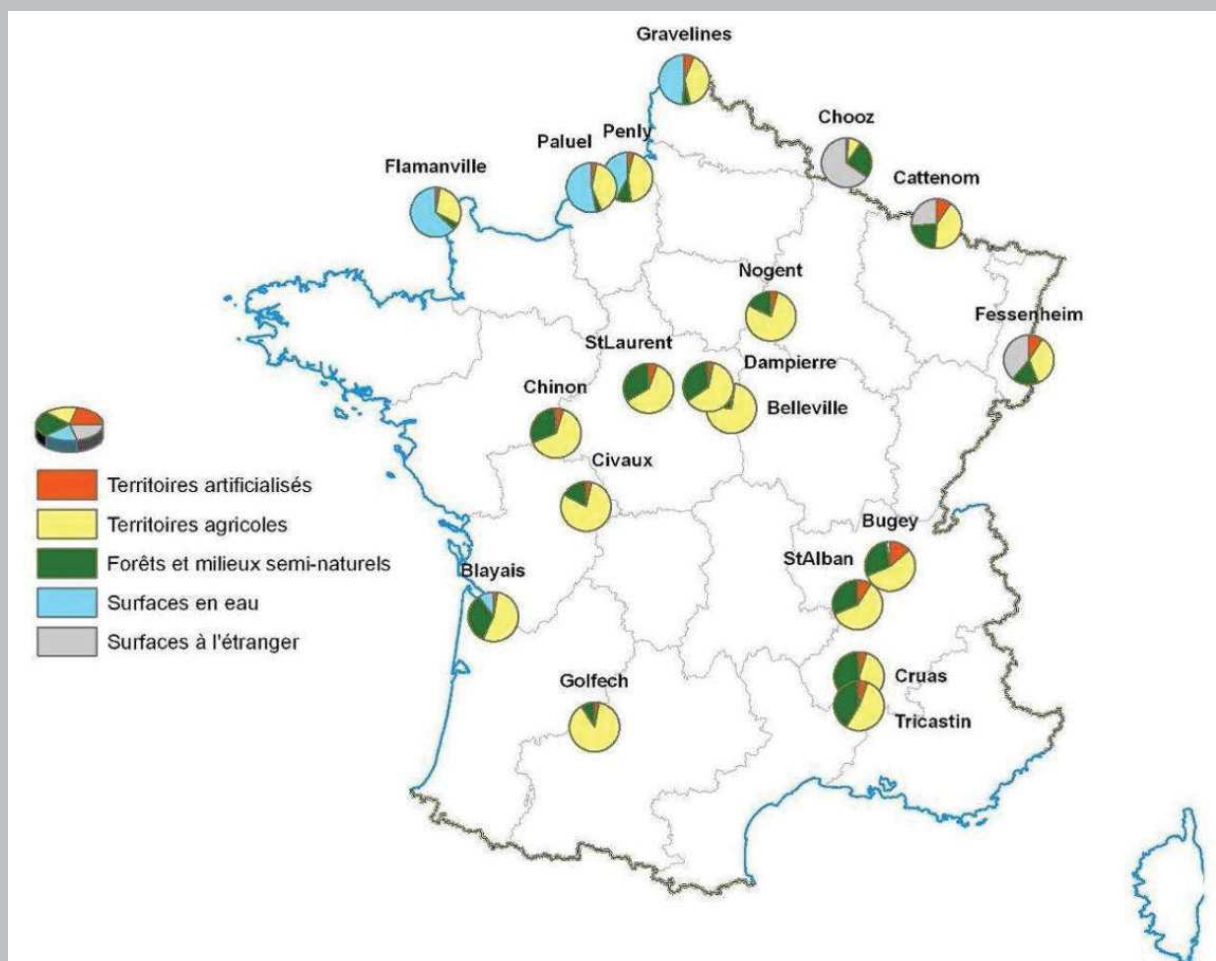 Gravelines
Chooz
Penly
Paluel
Flamanville
Cattenom
Nogent
Fessenheim
StLaurent
Dampierre
Chinon
Belleville
Civaux
Territoires artificialisés
Territoires agricoles
Forêts et milieux semi-naturels
Surfaces en eau
Surfaces à l'étranger
Bugey
StAlban
Blayais
Golfech
Cruas
Tricastin